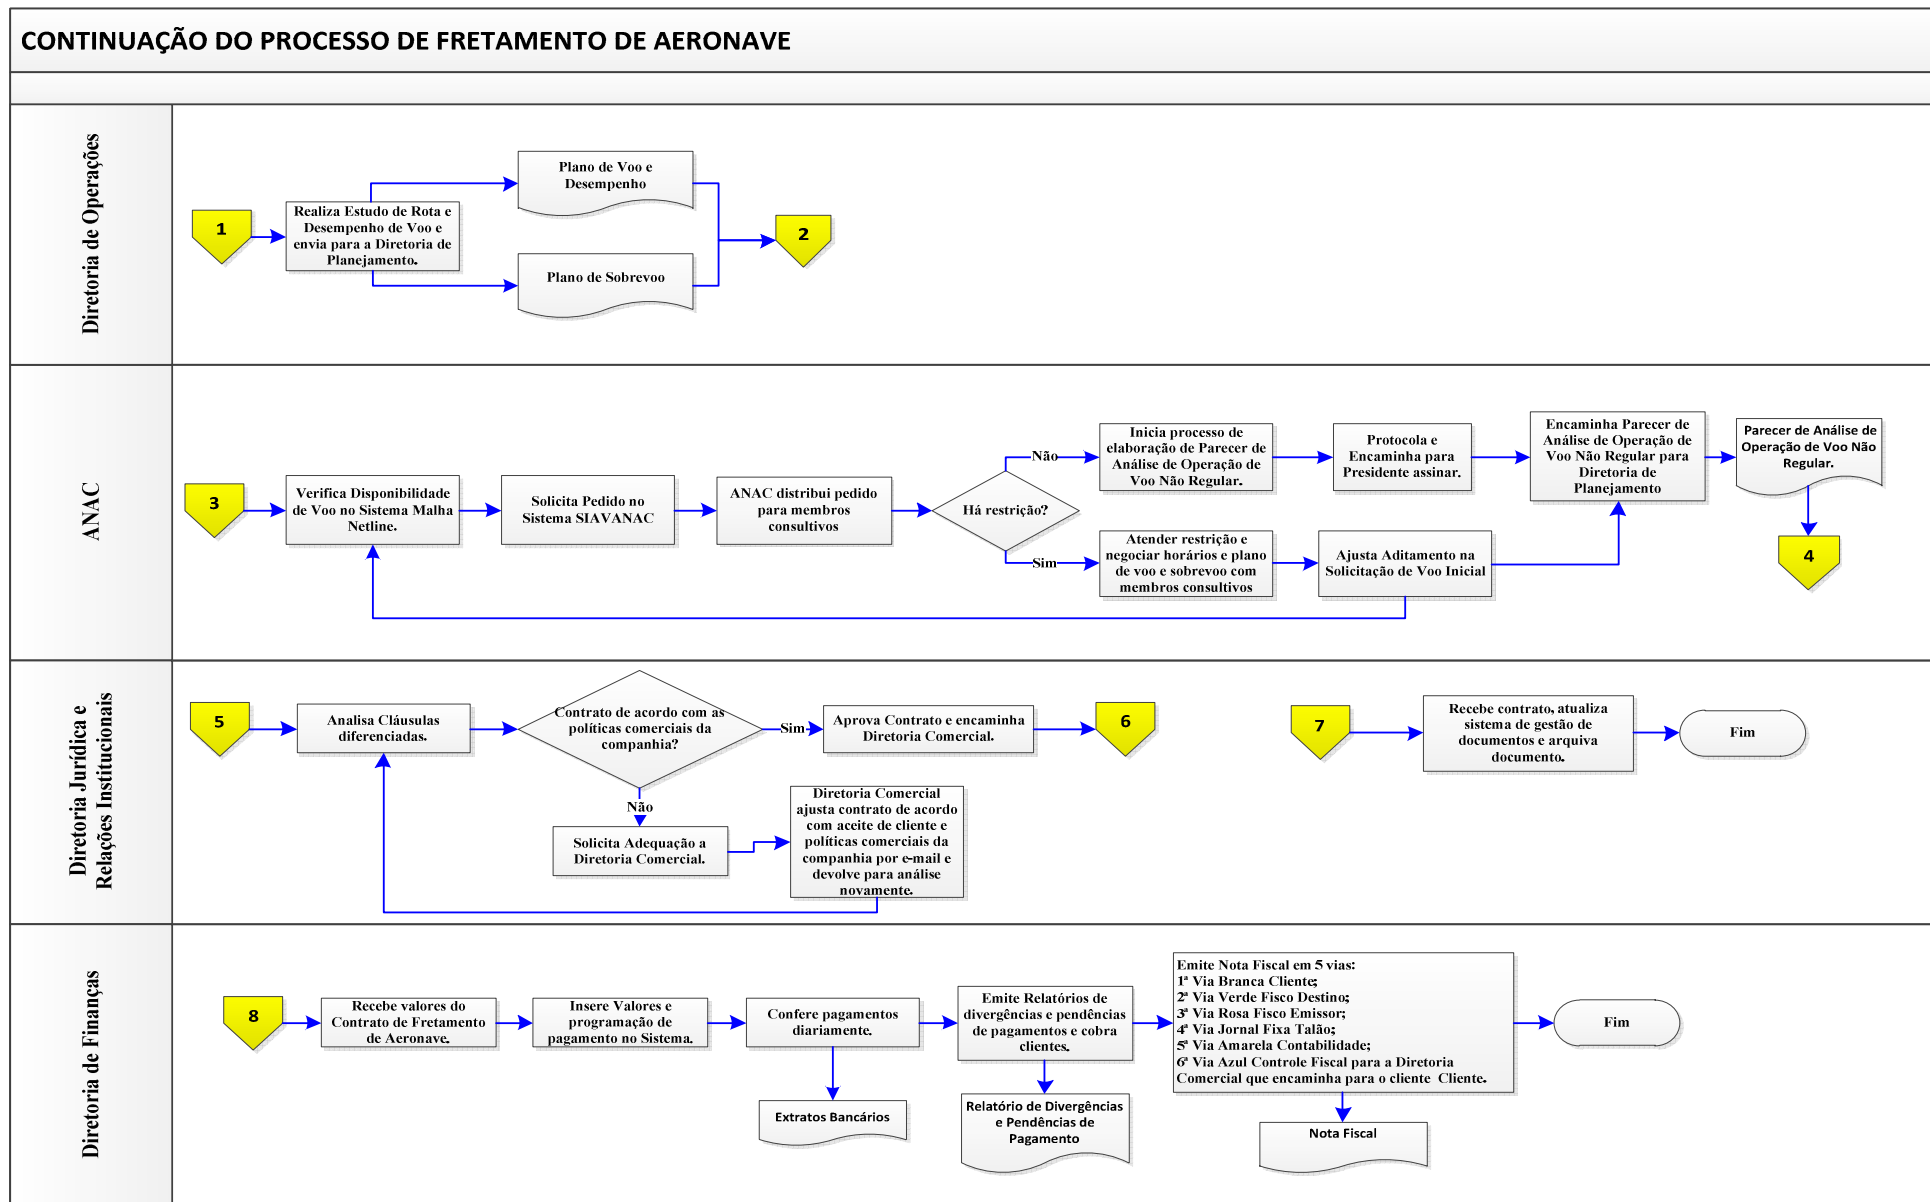 CONTINUAÇÃO DO PROCESSO DE FRETAMENTO DE AERONAVE
Diretoria de Operações
1
Realiza Estudo de Rota e
Desempenho de Voo e
envia para a Diretoria de
Planejamento.
Plano de Voo e
Desempenho
Plano de Sobrevoo
2
ANAC
3
Verifica Disponibilidade
de Voo no Sistema Malha
Netline.
Solicita Pedido no
Sistema SIAVANAC
ANAC distribui pedido
para membros
consultivos
Há restrição?
Não
Inicia processo de
elaboração de Parecer de
Análise de Operação de
Voo Não Regular.
Protocola e
Encaminha para
Presidente assinar.
Encaminha Parecer de
Análise de Operação de
Voo Não Regular para
Diretoria de
Planejamento
Parecer de Análise de
Operação de Voo Não
Regular.
4
Sim
Atender restrição e
negociar horários e plano
de voo e sobrevoo com
membros consultivos
Ajusta Aditamento na
Solicitação de Voo Inicial
Diretoria Jurídica e
Relações Institucionais
5
Analisa Cláusulas
diferenciadas.
Contrato de acordo com as
políticas comerciais da
companhia?
Sim
Aprova Contrato e encaminha
Diretoria Comercial.
6
Não
Solicita Adequação a
Diretoria Comercial.
Diretoria Comercial
ajusta contrato de acordo
com aceite de cliente e
políticas comerciais da
companhia por e-mail e
devolve para análise
novamente.
7
Recebe contrato, atualiza
sistema de gestão de
documentos e arquiva
documento.
Fim
Diretoria de Finanças
8
Recebe valores do
Contrato de Fretamento
de Aeronave.
Insere Valores e
programação de
pagamento no Sistema.
Confere pagamentos
diariamente.
Extratos Bancários
Emite Relatórios de
divergências e pendências
de pagamentos e cobra
clientes.
Relatório de Divergências
e Pendências de
Pagamento
Emite Nota Fiscal em 5 vias:
1ª Via Branca Cliente;
2ª Via Verde Fisco Destino;
3ª Via Rosa Fisco Emissor;
4ª Via Jornal Fixa Talão;
5ª Via Amarela Contabilidade;
6ª Via Azul Controle Fiscal para a Diretoria
Comercial que encaminha para o cliente Cliente.
Nota Fiscal
Fim